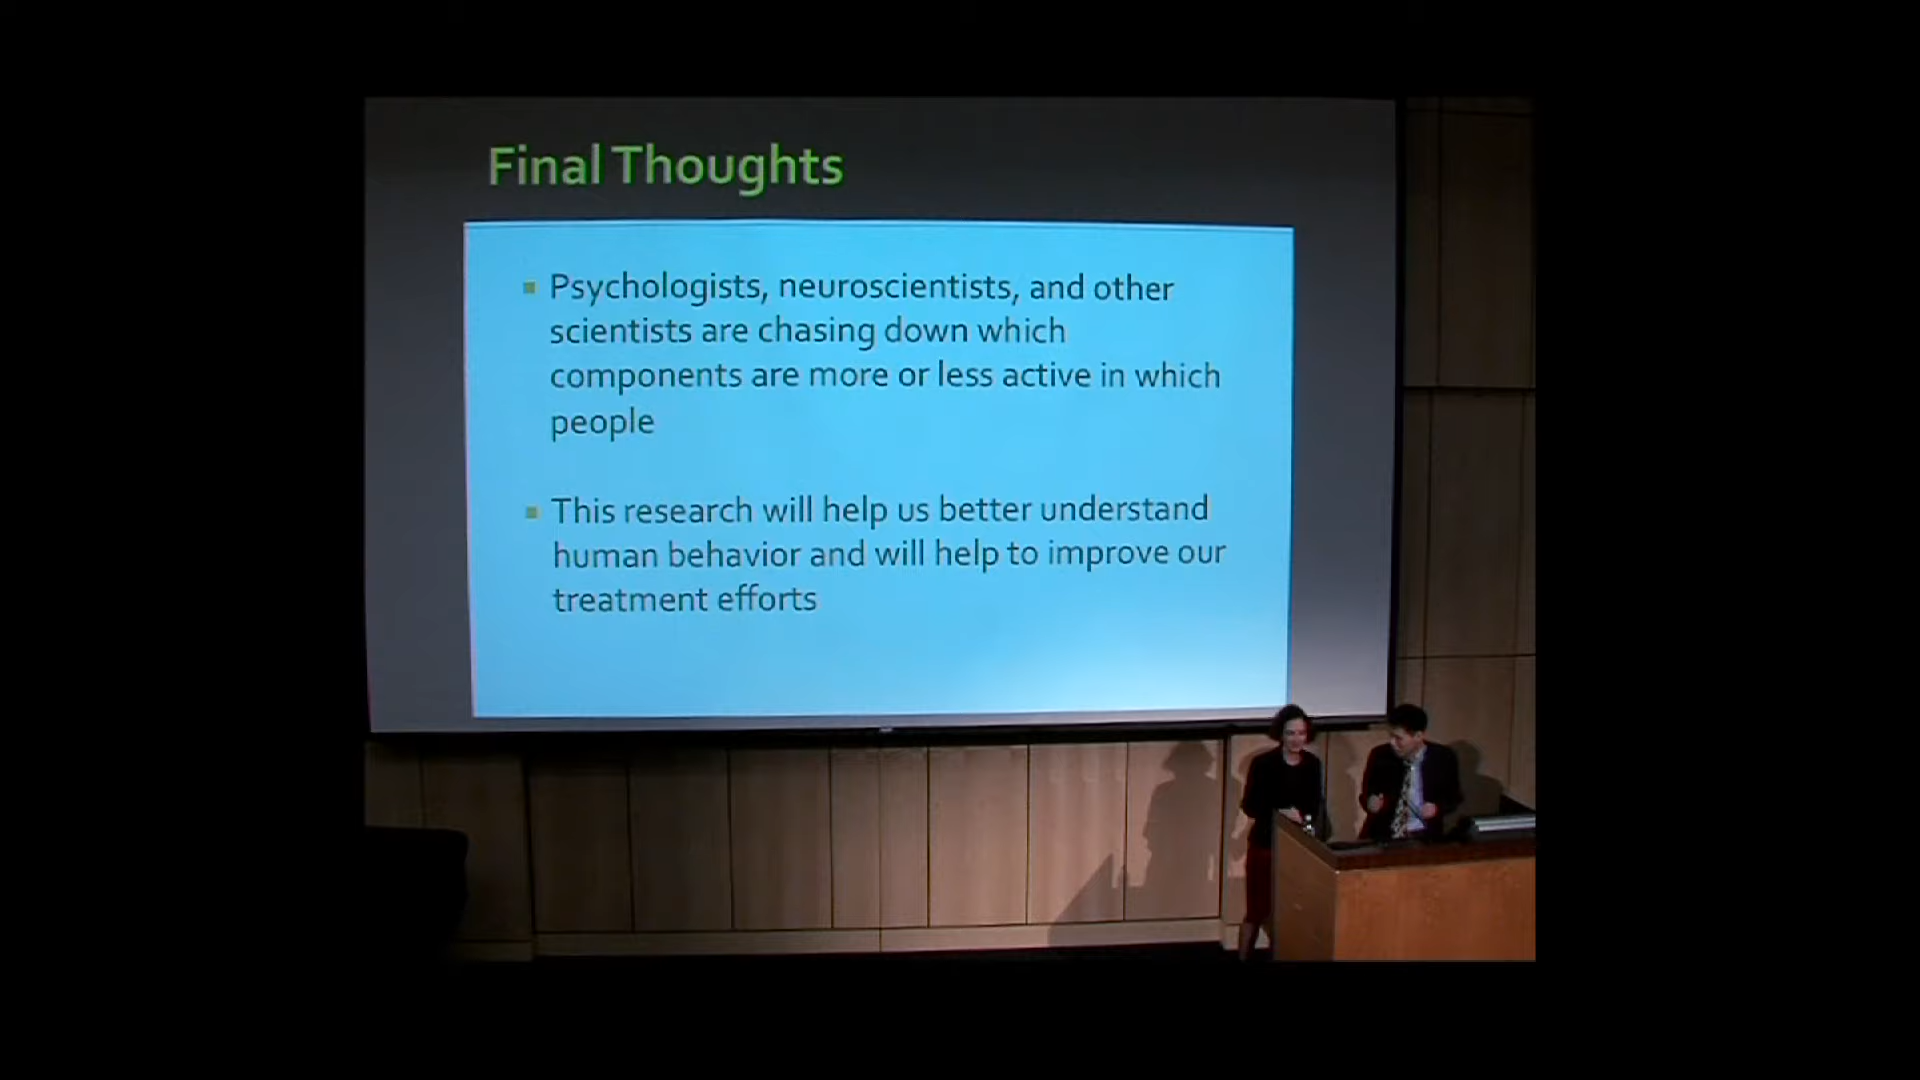 Final Thoughts
Psychologists, neuroscientists, and other
scientists are chasing down which
components are more or less active in which
people
This research will help us better understand
human behavior and will help to improve our
treatment efforts